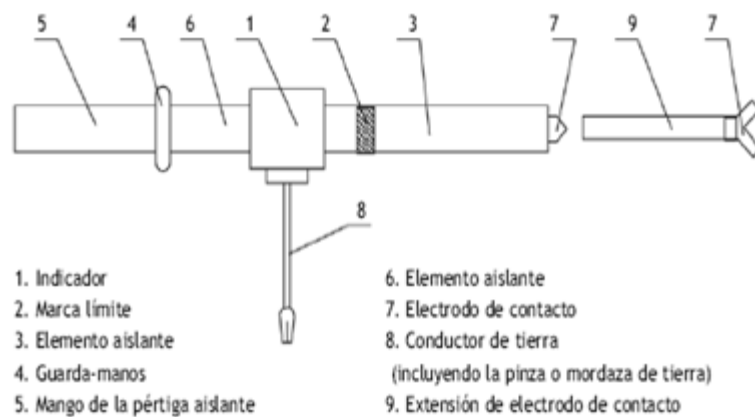 5 4 6 1 2 3 7 9 7
8
1. Indicador
2. Marca límite
3. Elemento aislante
4. Guarda-manos
5. Mango de la pértiga aislante
6. Elemento aislante
7. Electrodo de contacto
8. Conductor de tierra
(incluyendo la pinza o mordaza de tierra)
9. Extensión de electrodo de contacto